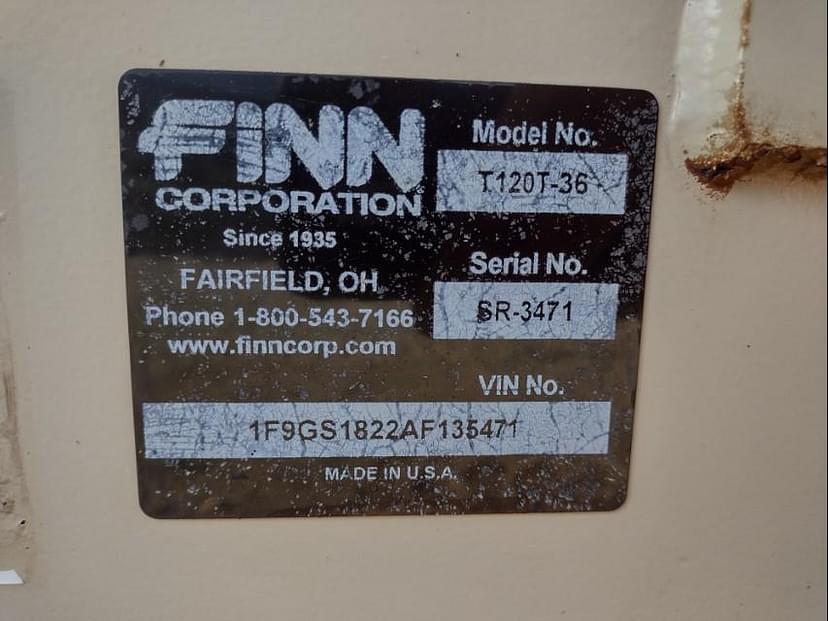 FINN
CORPORATION
Since 1935
FAIRFIELD, OH
Phone 1-800-543-7166
www.finncorp.com
Model No.
T120T-36
Serial No.
SR-3471
VIN No.
1F9GS1822AF135471
MADE IN U.S.A.